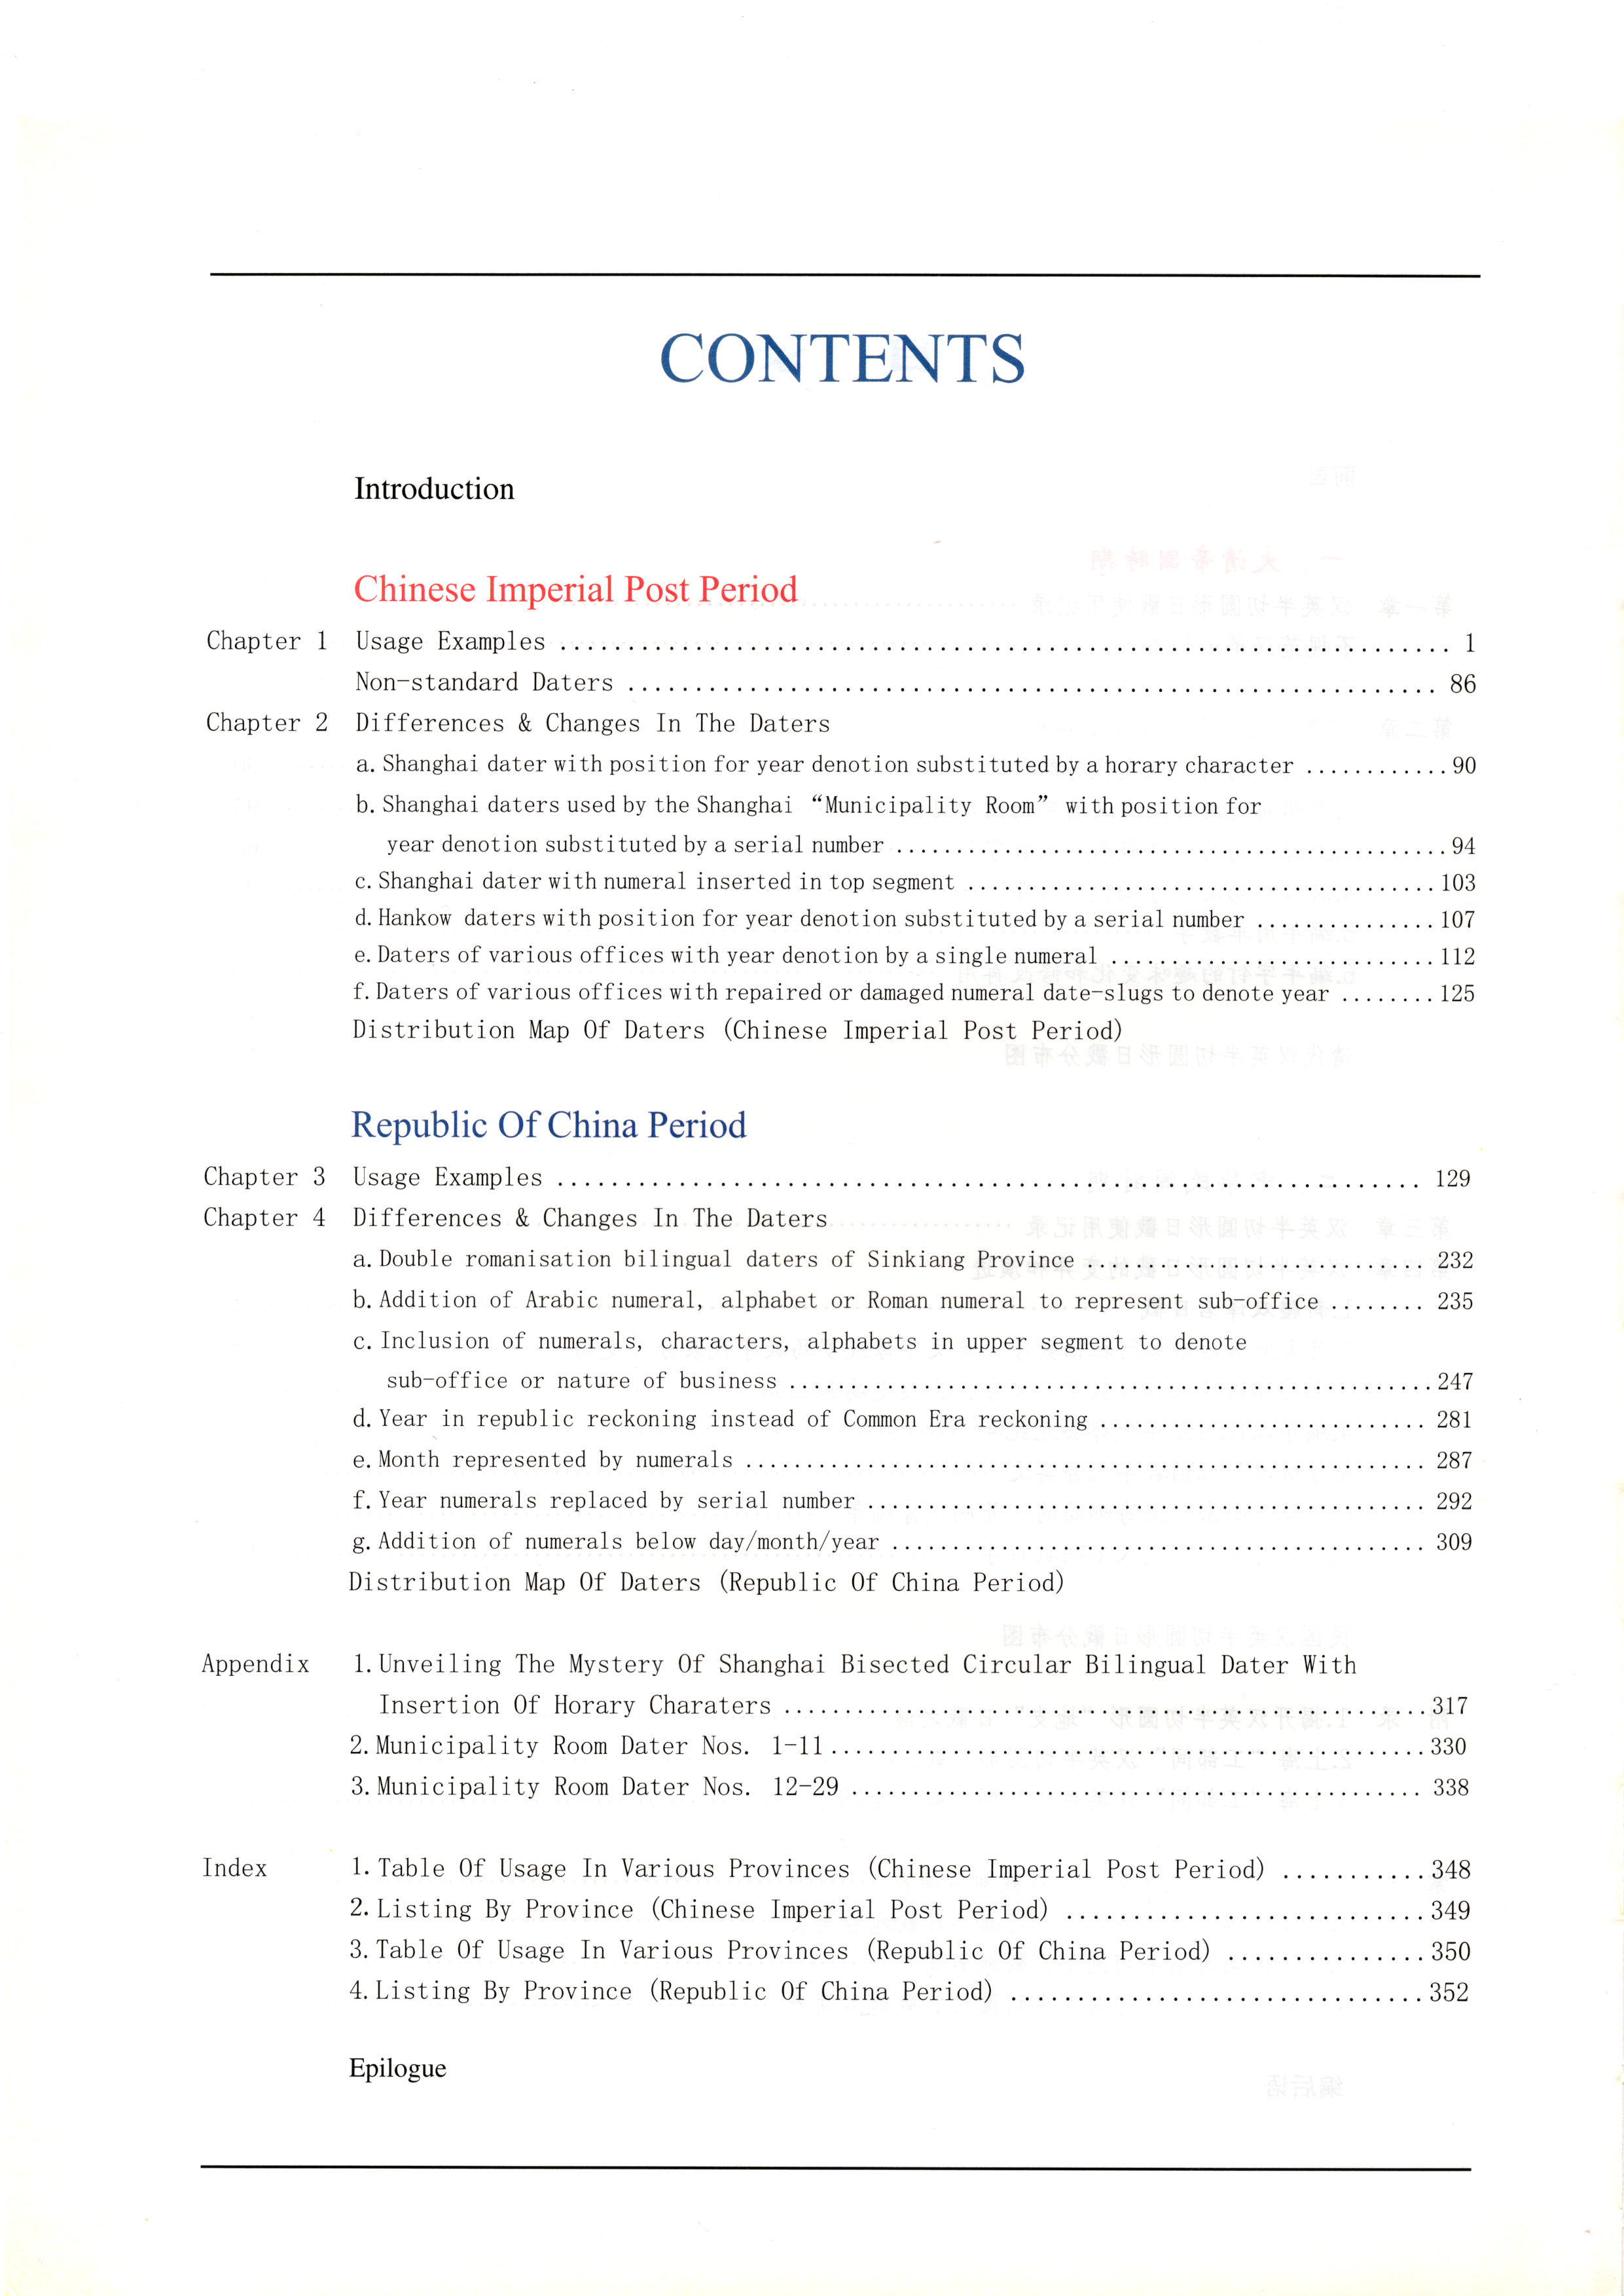 CONTENTS
Introduction
Chinese Imperial Post Period
Chapter 1 Usage Examples ........ 1
Non-standard Daters ........ 86
Chapter 2 Differences & Changes In The Daters
a. Shanghai dater with position for year denotion substituted by a horary character ........ 90
b. Shanghai daters used by the Shanghai “Municipality Room” with position for
year denotion substituted by a serial number ........ 94
c. Shanghai dater with numeral inserted in top segment ........ 103
d. Hankow daters with position for year denotion substituted by a serial number ........ 107
e. Daters of various offices with year denotion by a single numeral ........ 112
f. Daters of various offices with repaired or damaged numeral date-slugs to denote year ........ 125
Distribution Map Of Daters (Chinese Imperial Post Period)
Republic Of China Period
Chapter 3 Usage Examples ........ 129
Chapter 4 Differences & Changes In The Daters
a. Double romanisation bilingual daters of Sinkiang Province ........ 232
b. Addition of Arabic numeral, alphabet or Roman numeral to represent sub-office ........ 235
c. Inclusion of numerals, characters, alphabets in upper segment to denote
sub-office or nature of business ........ 247
d. Year in republic reckoning instead of Common Era reckoning ........ 281
e. Month represented by numerals ........ 287
f. Year numerals replaced by serial number ........ 292
g. Addition of numerals below day/month/year ........ 309
Distribution Map Of Daters (Republic Of China Period)
Appendix 1. Unveiling The Mystery Of Shanghai Bisected Circular Bilingual Dater With
Insertion Of Horary Charaters ........ 317
2. Municipality Room Dater Nos. 1-11 ........ 330
3. Municipality Room Dater Nos. 12-29 ........ 338
Index 1. Table Of Usage In Various Provinces (Chinese Imperial Post Period) ........ 348
2. Listing By Province (Chinese Imperial Post Period) ........ 349
3. Table Of Usage In Various Provinces (Republic Of China Period) ........ 350
4. Listing By Province (Republic Of China Period) ........ 352
Epilogue